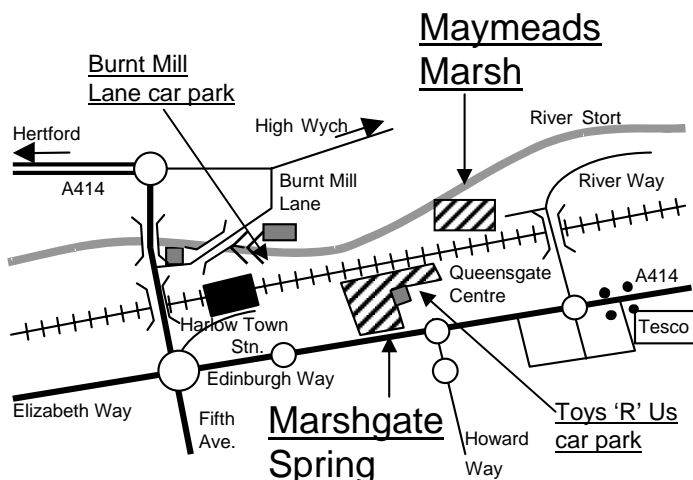 Maymeads
Marsh
Burnt Mill
Lane car park
High Wych
River Stort
Hertford
A414
Burnt Mill
Lane
River Way
Queensgate
Centre
A414
Harlow Town
Stn.
Tesco
Edinburgh Way
Elizabeth Way
Fifth
Ave.
Marshgate
Spring
Howard
Way
Toys ‘R’ Us
car park